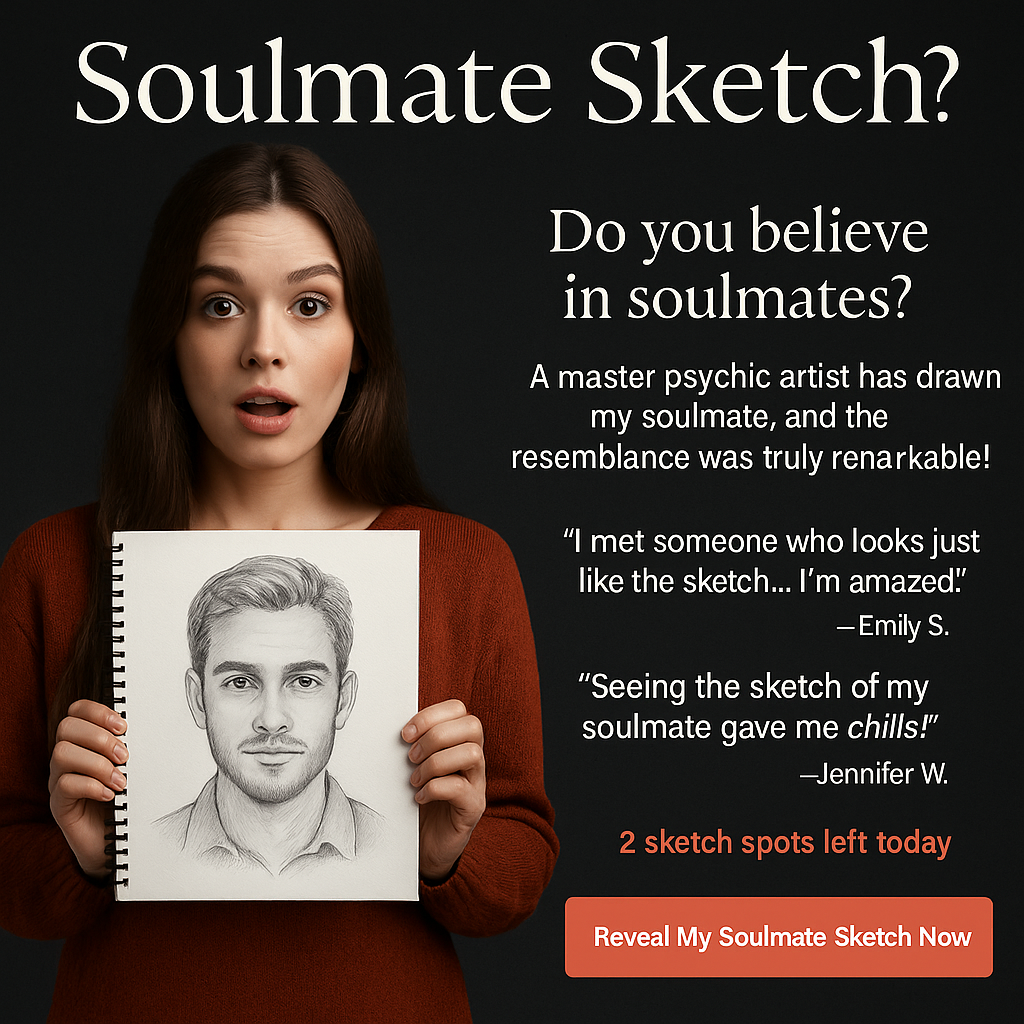 Soulmate Sketch?
Do you believe
in soulmates?
A master psychic artist has drawn
my soulmate, and the
resemblance was truly renarkable!
“I met someone who looks just
like the sketch... I’m amazed.”
—Emily S.
“Seeing the sketch of my
soulmate gave me chills!”
—Jennifer W.
2 sketch spots left today
Reveal My Soulmate Sketch Now